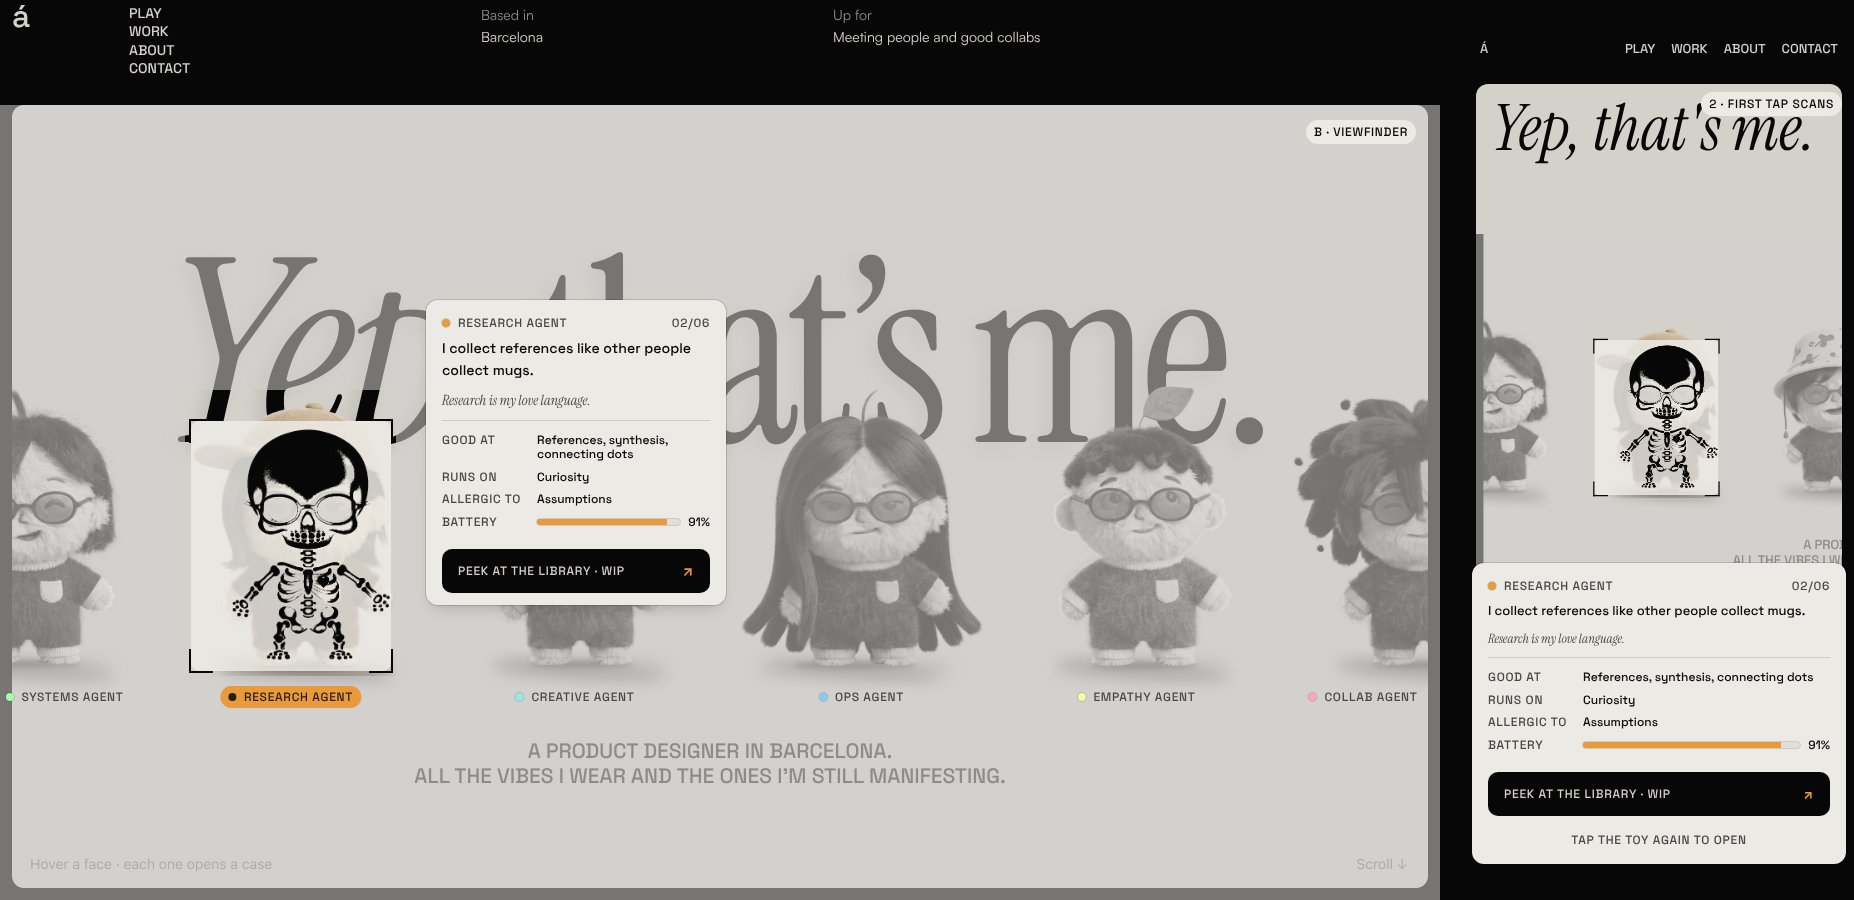 á
PLAY
WORK
ABOUT
CONTACT
Based in
Barcelona
Up for
Meeting people and good collabs
B · VIEWFINDER
Yep, that’s me.
RESEARCH AGENT 02/06
I collect references like other people
collect mugs.
Research is my love language.
GOOD AT References, synthesis,
connecting dots
RUNS ON Curiosity
ALLERGIC TO Assumptions
BATTERY 91%
PEEK AT THE LIBRARY · WIP
SYSTEMS AGENT
RESEARCH AGENT
CREATIVE AGENT
OPS AGENT
EMPATHY AGENT
COLLAB AGENT
A PRODUCT DESIGNER IN BARCELONA.
ALL THE VIBES I WEAR AND THE ONES I’M STILL MANIFESTING.
Hover a face · each one opens a case
Scroll ↓
Á PLAY WORK ABOUT CONTACT
2 · FIRST TAP SCANS
Yep, that's me.
A PROD
ALL THE VIBES I W
RESEARCH AGENT 02/06
I collect references like other people collect mugs.
Research is my love language.
GOOD AT References, synthesis, connecting dots
RUNS ON Curiosity
ALLERGIC TO Assumptions
BATTERY 91%
PEEK AT THE LIBRARY · WIP
TAP THE TOY AGAIN TO OPEN